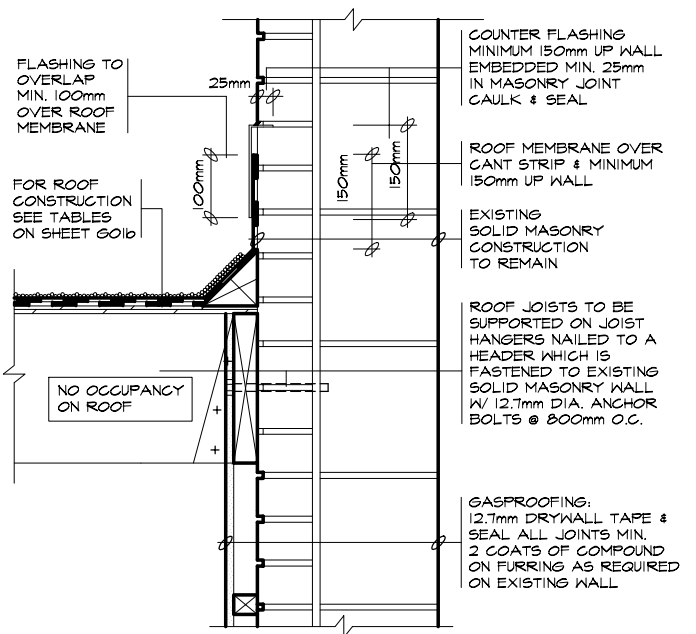 COUNTER FLASHING
MINIMUM 150mm UP WALL
EMBEDDED MIN. 25mm
IN MASONRY JOINT
CAULK & SEAL
FLASHING TO
OVERLAP
MIN. 100mm
OVER ROOF
MEMBRANE
25mm
ROOF MEMBRANE OVER
CANT STRIP & MINIMUM
150mm UP WALL
100mm
150mm
150mm
FOR ROOF
CONSTRUCTION
SEE TABLES
ON SHEET G016
EXISTING
SOLID MASONRY
CONSTRUCTION
TO REMAIN
ROOF JOISTS TO BE
SUPPORTED ON JOIST
HANGERS NAILED TO A
HEADER WHICH IS
FASTENED TO EXISTING
SOLID MASONRY WALL
W/ 12.7mm DIA. ANCHOR
BOLTS @ 800mm O.C.
NO OCCUPANCY
ON ROOF
GASPROOFING:
12.7mm DRYWALL TAPE &
SEAL ALL JOINTS MIN.
2 COATS OF COMPOUND
ON FURRING AS REQUIRED
ON EXISTING WALL